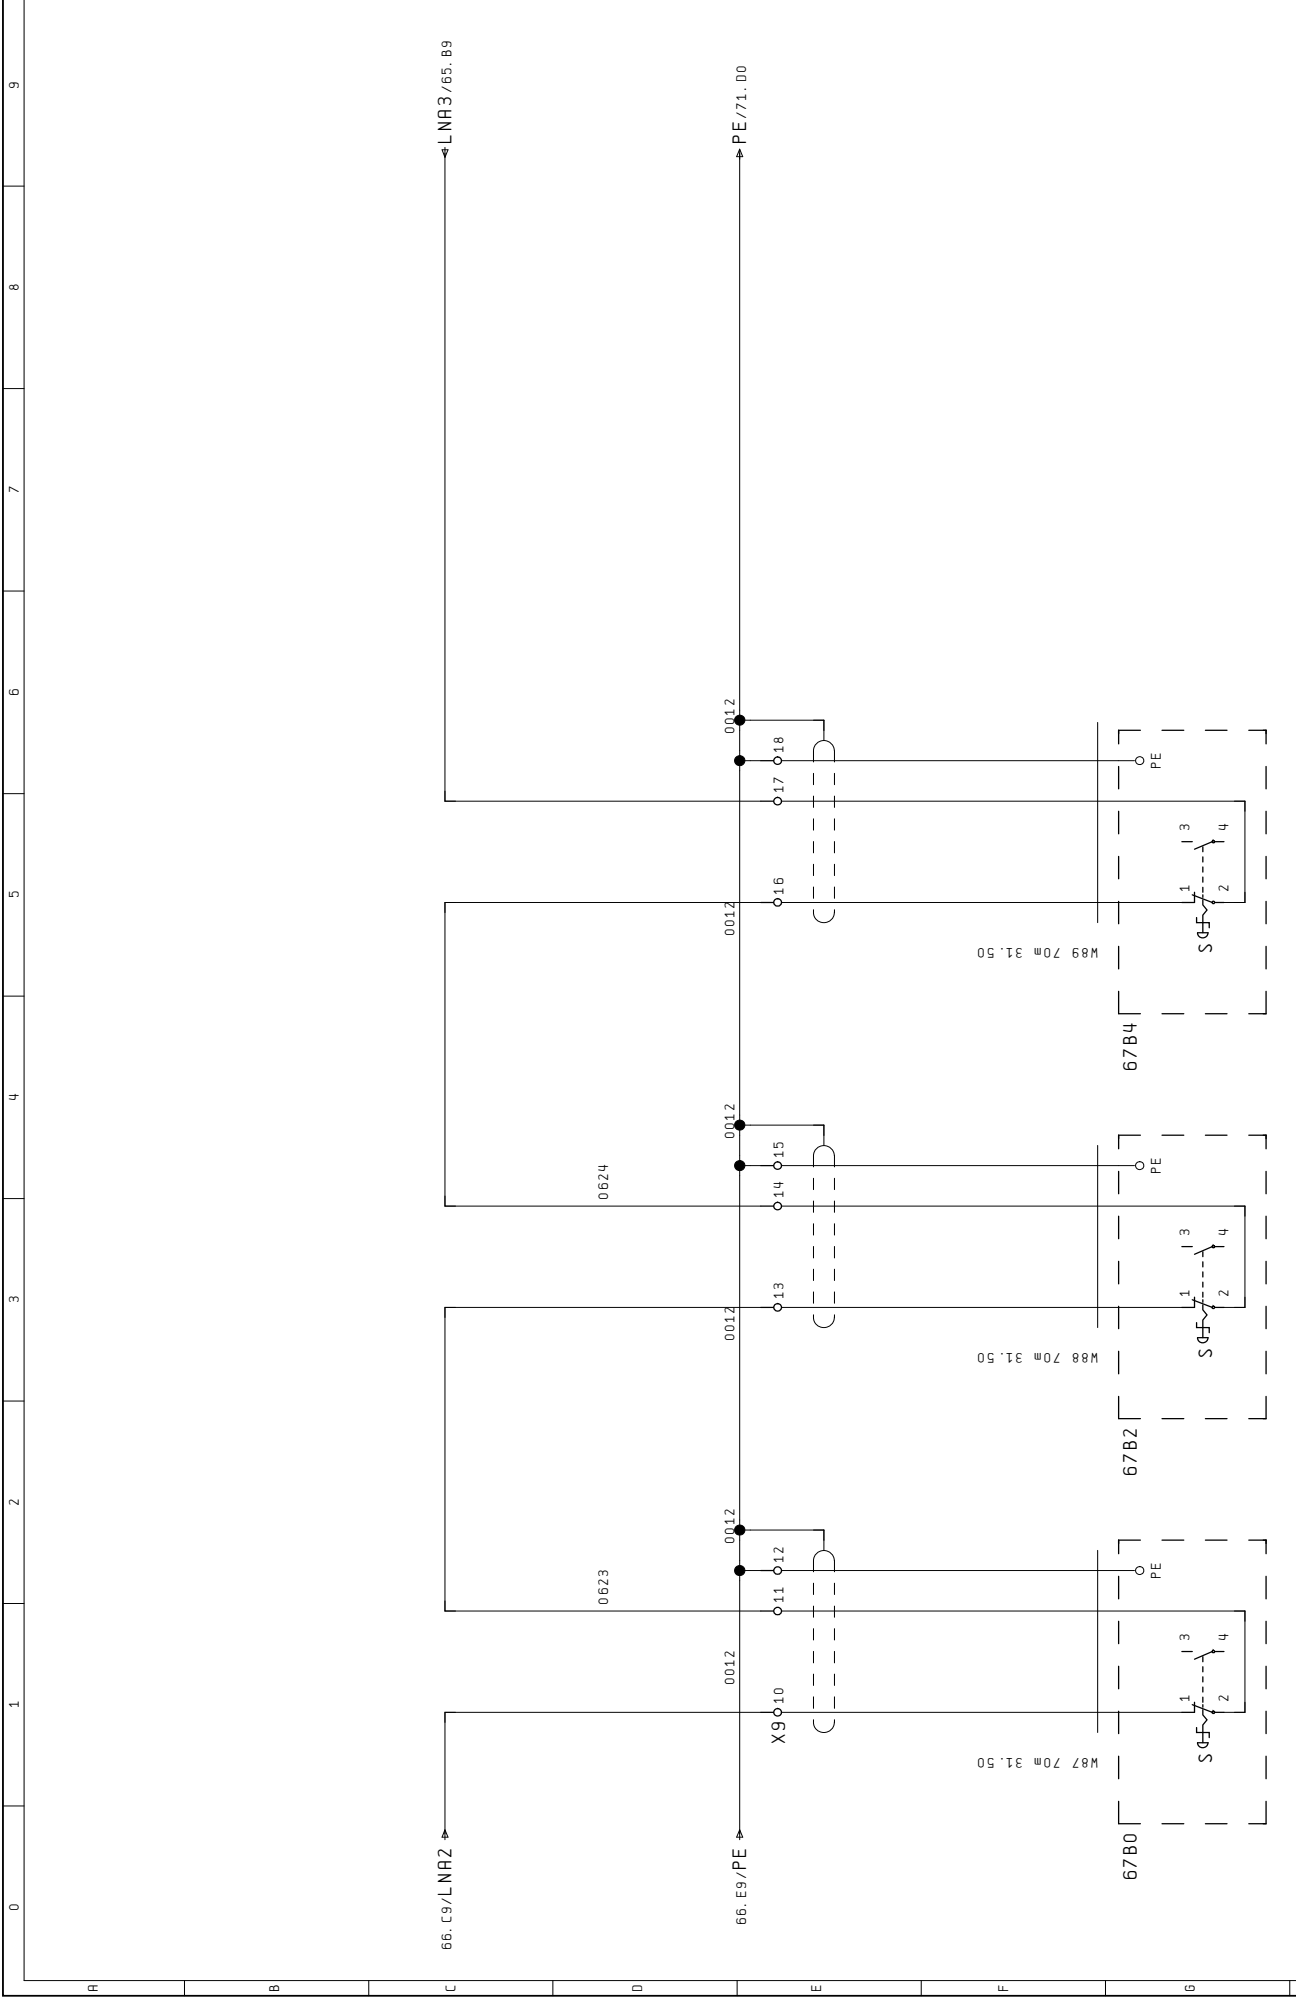 0 1 2 3 4 5 6 7 8 9
A
B
C
D
E
F
G
66.C9/LNA2
LNA3/65.B9
0623
0624
66.E9/PE
0012 0012 0012 0012 0012 0012
PE/71.D0
X9 10 11 12 13 14 15 16 17 18
W87 70m 31.50
W88 70m 31.50
W89 70m 31.50
67B0
67B2
67B4
PE PE PE
1 3 1 3 1 3
S S S
2 4 2 4 2 4